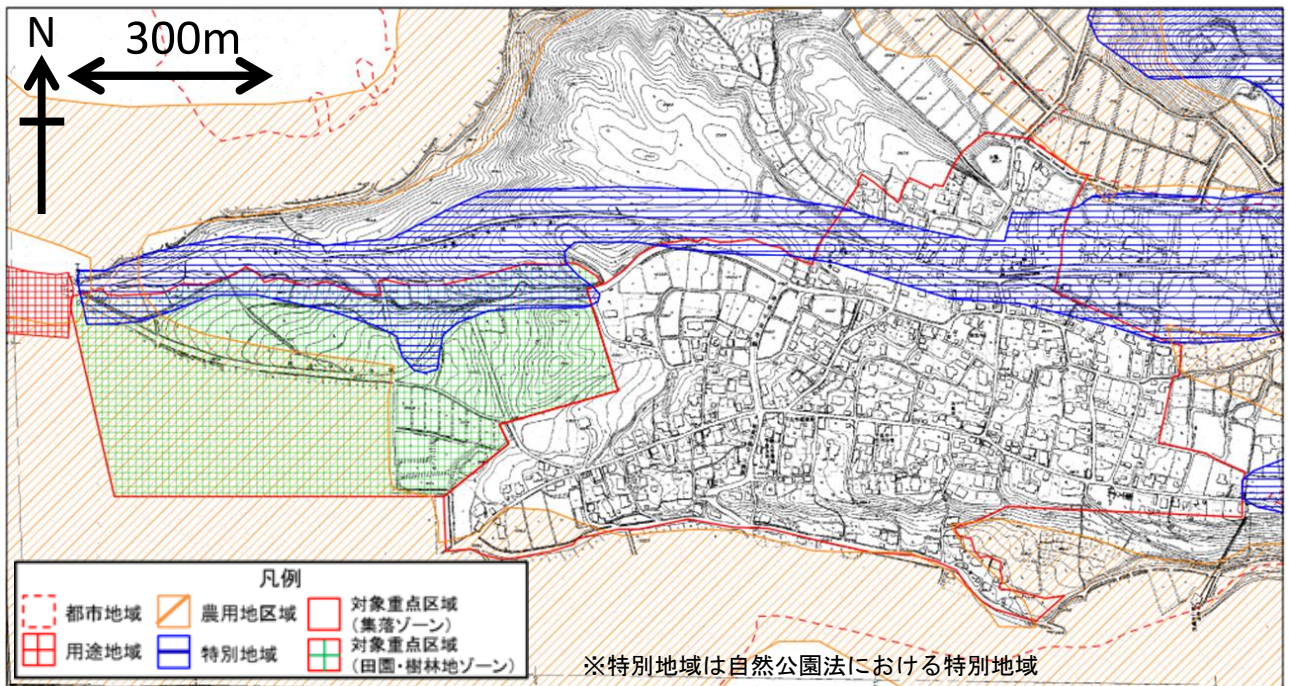 N
300m
凡例
都市地域
農用地区域
対象重点区域
(集落ゾーン)
用途地域
特別地域
対象重点区域
(田園・樹林地ゾーン)
※特別地域は自然公園法における特別地域